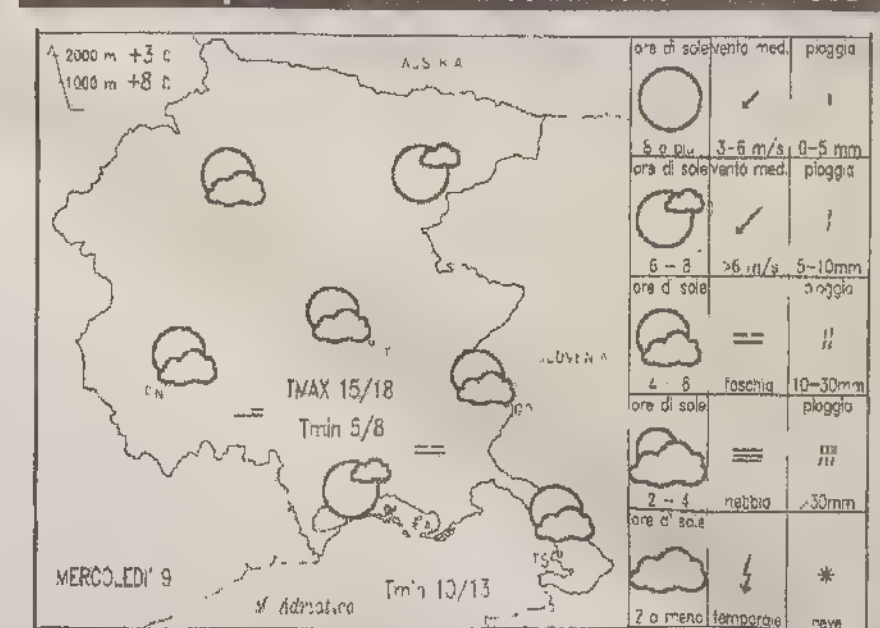 2000 m +3 c
1000 m +8 c
MERCOLEDI' 9
TMAX 15/18
Tmin 5/8
Tmin 10/13
M. Adriatico
GO
TS
ore di sole vento med. pioggia
3-6 m/s 0-5 mm
ore di sole vento med. pioggia
6 - 8 >6 m/s 5-10mm
ore di sole pioggia
4 - 6 foschia 10-30mm
ore di sole pioggia
2 - 4 nebbia >30mm
ore di sole
2 o meno temporale neve